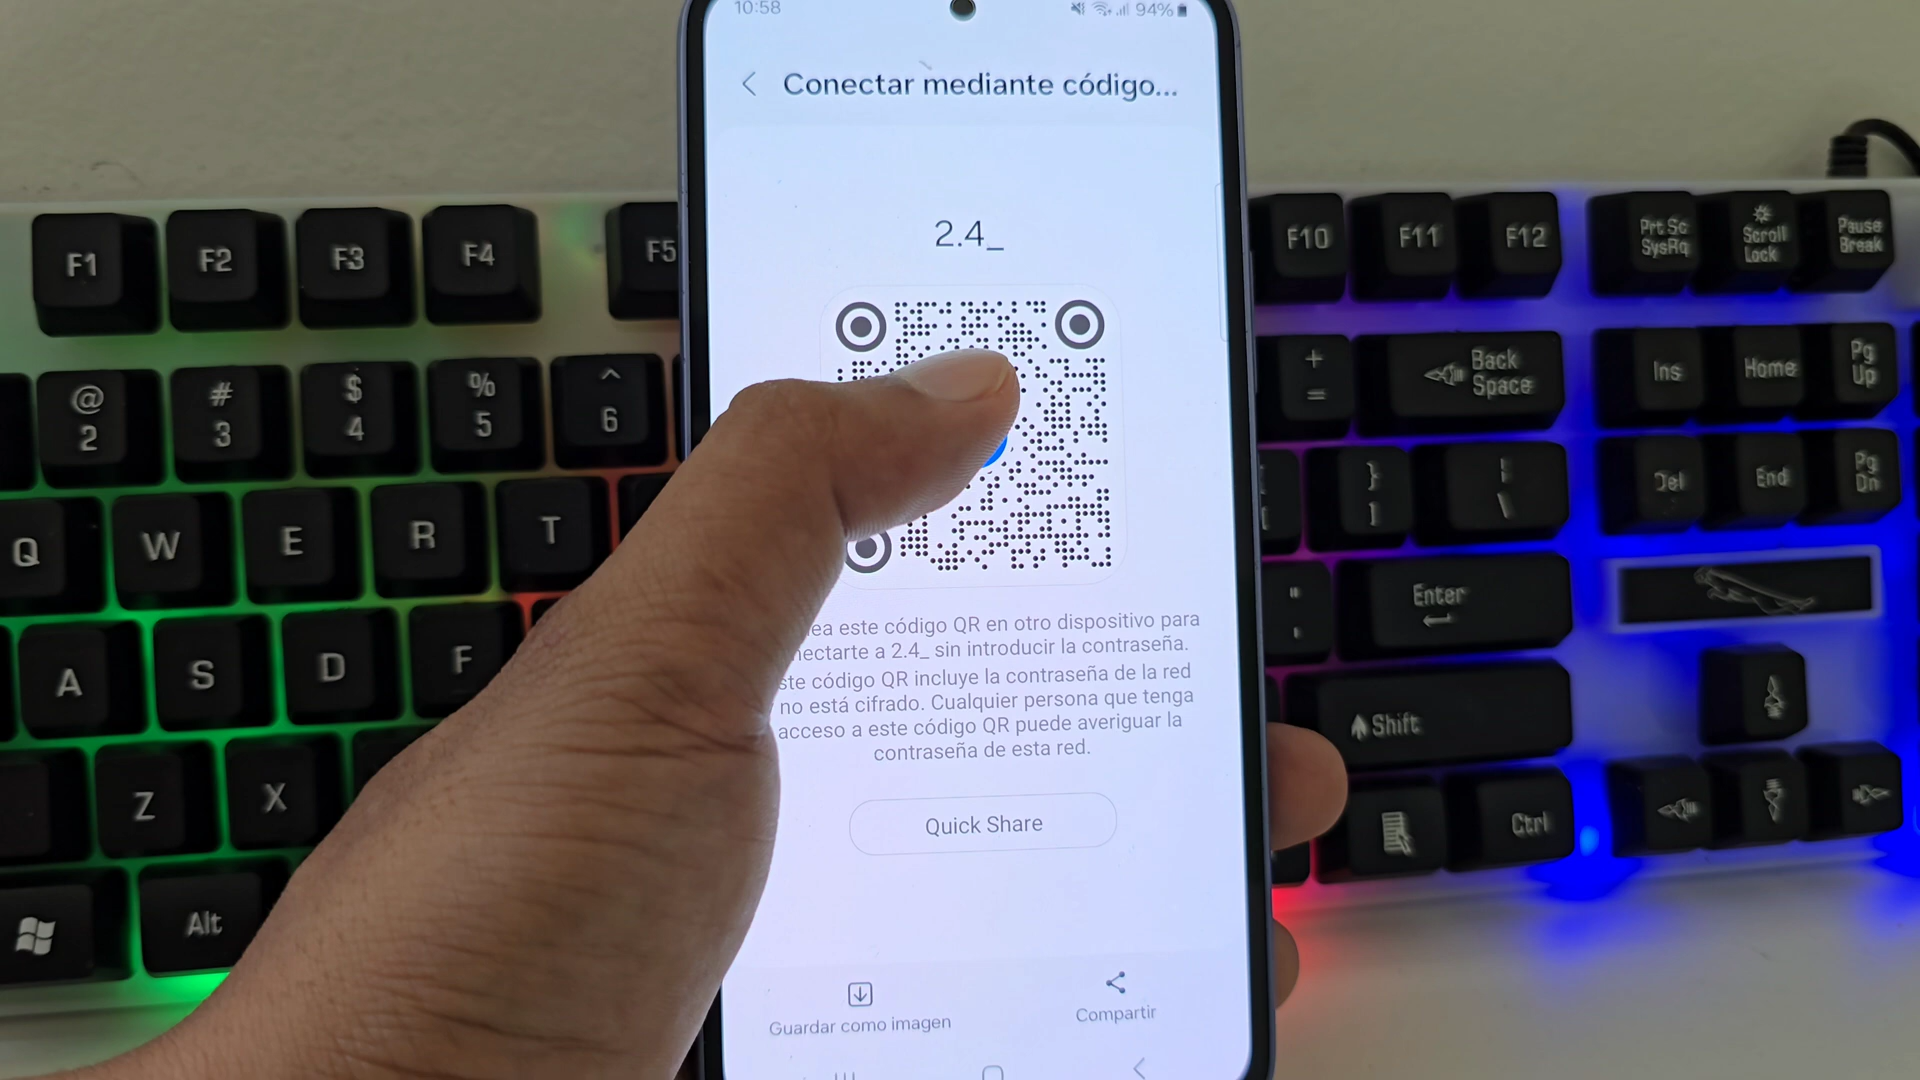 10:58 94%
Conectar mediante código...
2.4_
este código QR en otro dispositivo para
a 2.4_ sin introducir la contraseña.
código QR incluye la contraseña de la red
no está cifrado. Cualquier persona que tenga
acceso a este código QR puede averiguar la
contraseña de esta red.
Quick Share
Guardar como imagen
Compartir
F1 F2 F3 F4 F5 F10 F11 F12
Prt Sc
SysRq
Scroll
Lock
Pause
Break
@
2
#
3
$
4
%
5
^
6
+
=
Back
Space
Ins Home
Pg
Up
Q W E R T
}
]
\
Del End
Pg
Dn
A S D F
Enter
Z X
Shift
Alt
Ctrl